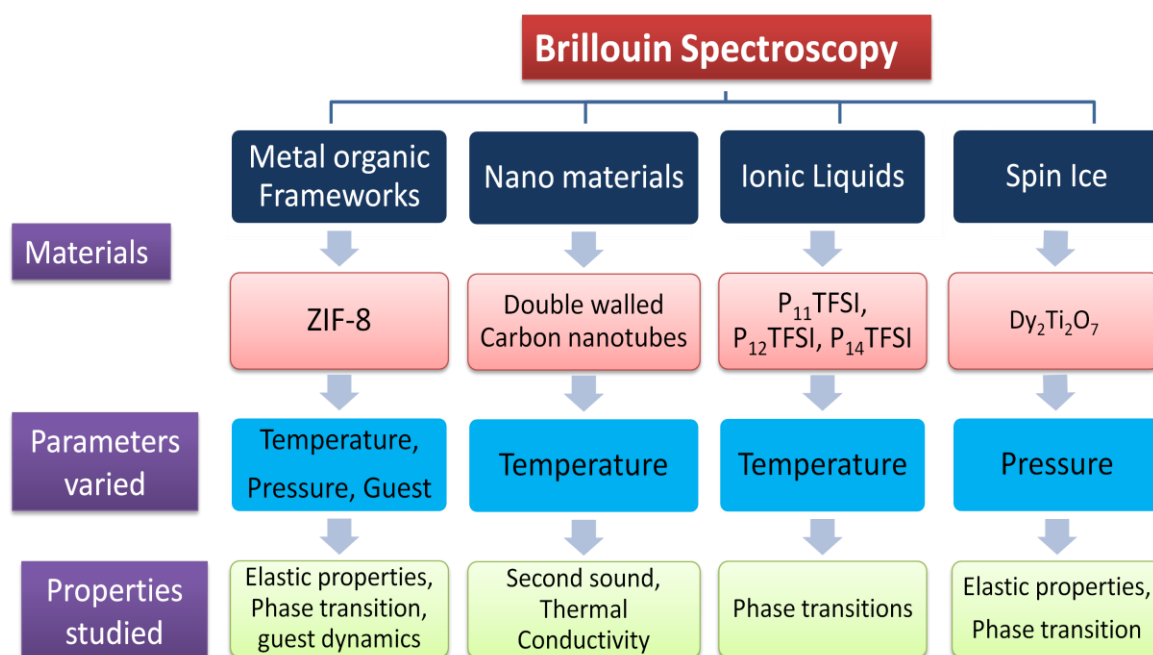 Brillouin Spectroscopy
Metal organic
Frameworks
Nano materials
Ionic Liquids
Spin Ice
Materials
ZIF-8
Double walled
Carbon nanotubes
P₁₁TFSI,
P₁₂TFSI, P₁₄TFSI
Dy₂Ti₂O₇
Parameters
varied
Temperature,
Pressure, Guest
Temperature
Temperature
Pressure
Properties
studied
Elastic properties,
Phase transition,
guest dynamics
Second sound,
Thermal
Conductivity
Phase transitions
Elastic properties,
Phase transition